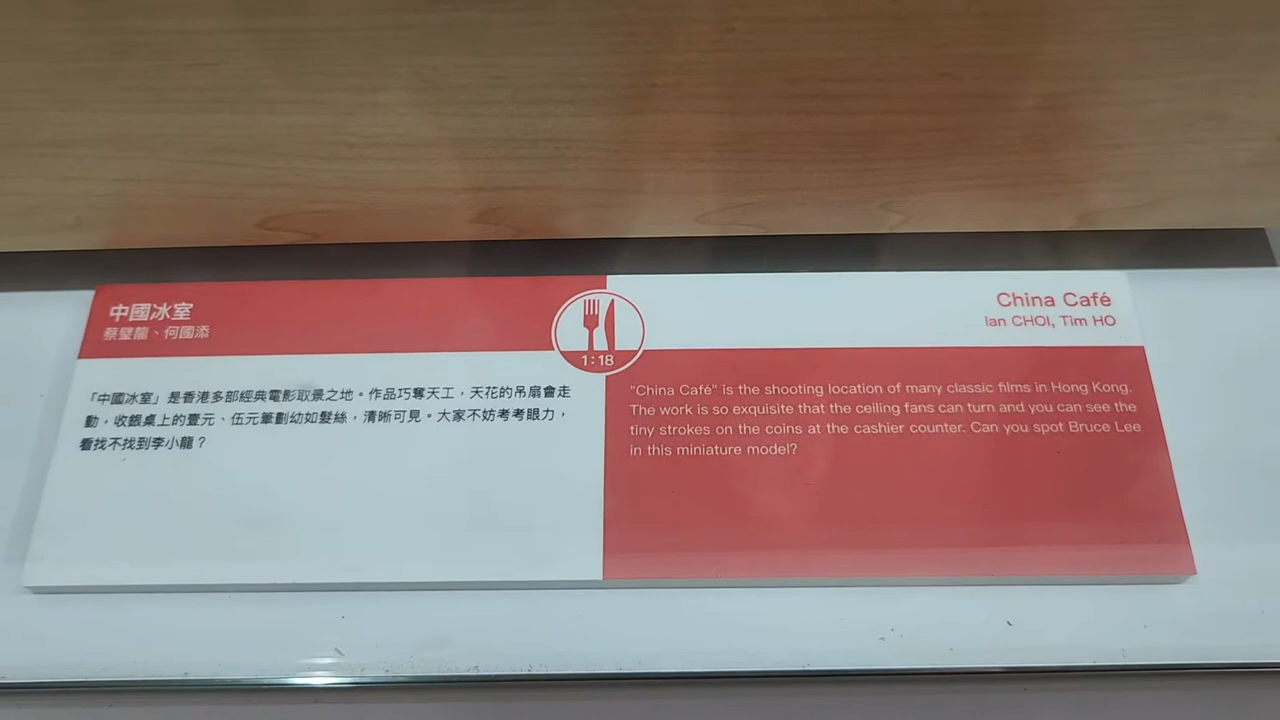 中國冰室
蔡璧龍、何國添
「中國冰室」是香港多部經典電影取景之地。作品巧奪天工，天花的吊扇會走
動，收銀桌上的壹元、伍元筆劃幼如髮絲，清晰可見。大家不妨考考眼力，
看找不找到李小龍？
1:18
China Café
Ian CHOI, Tim HO
"China Café" is the shooting location of many classic films in Hong Kong.
The work is so exquisite that the ceiling fans can turn and you can see the
tiny strokes on the coins at the cashier counter. Can you spot Bruce Lee
in this miniature model?